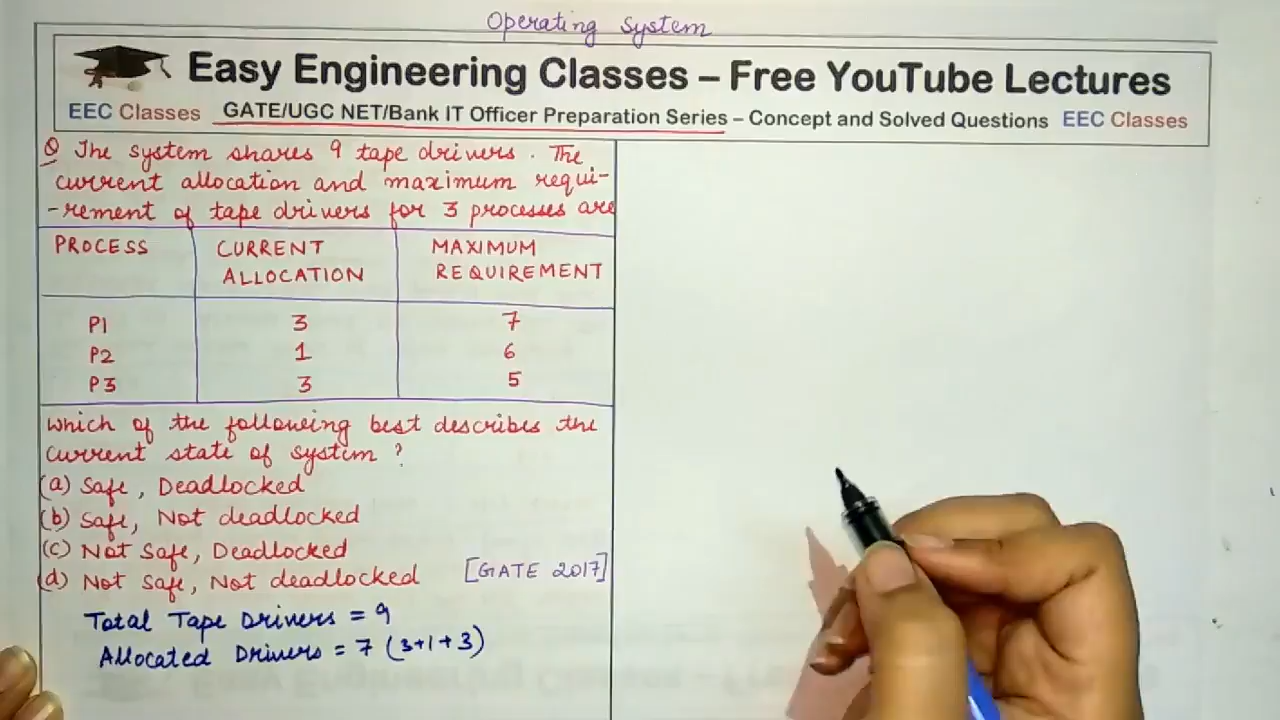 Operating System
Easy Engineering Classes – Free YouTube Lectures
EEC Classes GATE/UGC NET/Bank IT Officer Preparation Series – Concept and Solved Questions EEC Classes
Q The system shares 9 tape drivers. The
current allocation and maximum requi-
-rement of tape drivers for 3 processes are
PROCESS CURRENT ALLOCATION MAXIMUM REQUIREMENT
P1 3 7
P2 1 6
P3 3 5
which of the following best describes the
current state of system ?
(a) Safe, Deadlocked
(b) Safe, Not deadlocked
(c) Not Safe, Deadlocked
(d) Not Safe, Not deadlocked [GATE 2017]
Total Tape Drivers = 9
Allocated Drivers = 7 (3+1+3)